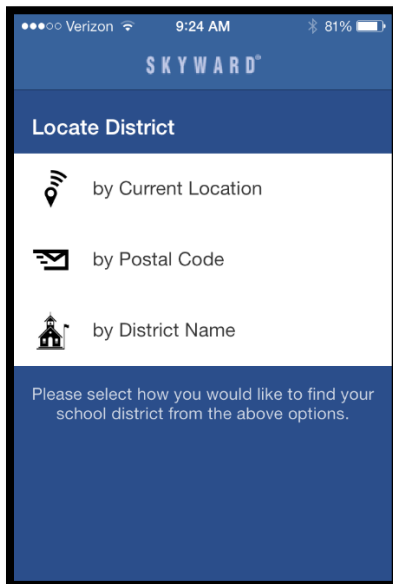 Verizon 9:24 AM 81%
SKYWARD®
Locate District
by Current Location
by Postal Code
by District Name
Please select how you would like to find your
school district from the above options.